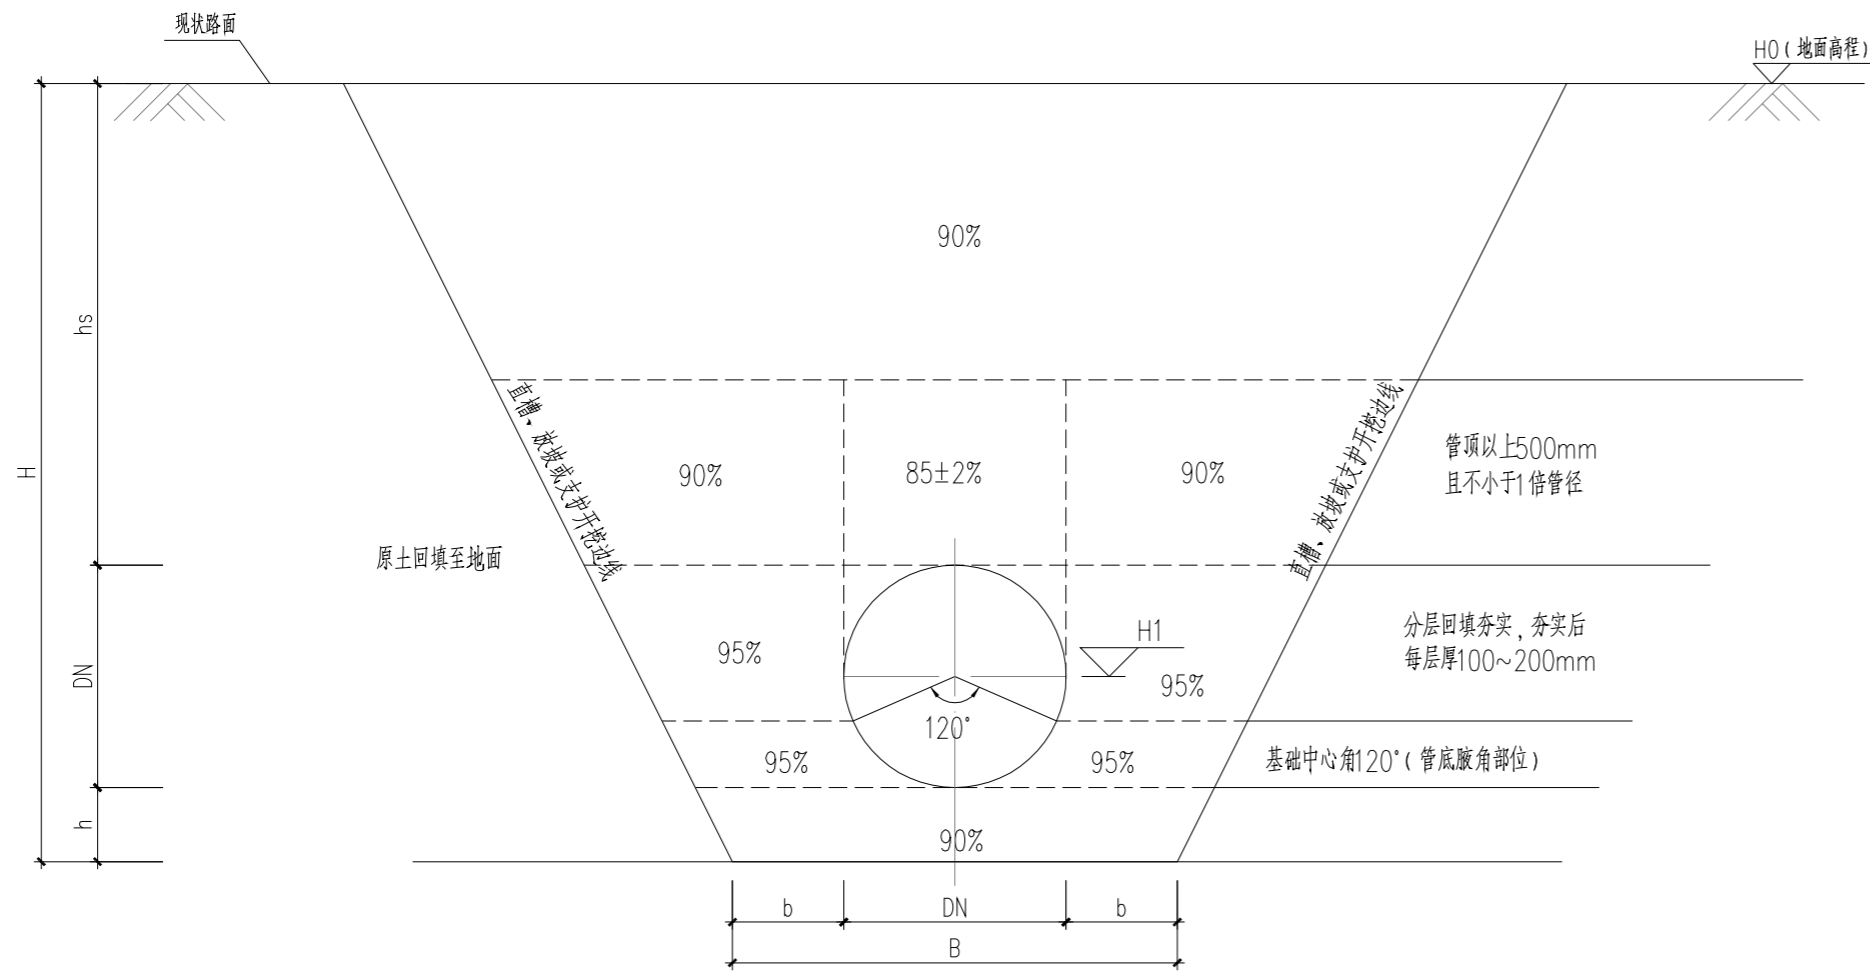 现状路面
H0(地面高程)
90%
hs
H
直槽、放坡或支护开挖边线
直槽、放坡或支护开挖边线
90%
85±2%
90%
管顶以上500mm
且不小于1倍管径
原土回填至地面
95%
H1
95%
分层回填夯实,夯实后
每层厚100~200mm
DN
120°
95%
95%
基础中心角120°(管底腋角部位)
h
90%
b
DN
b
B